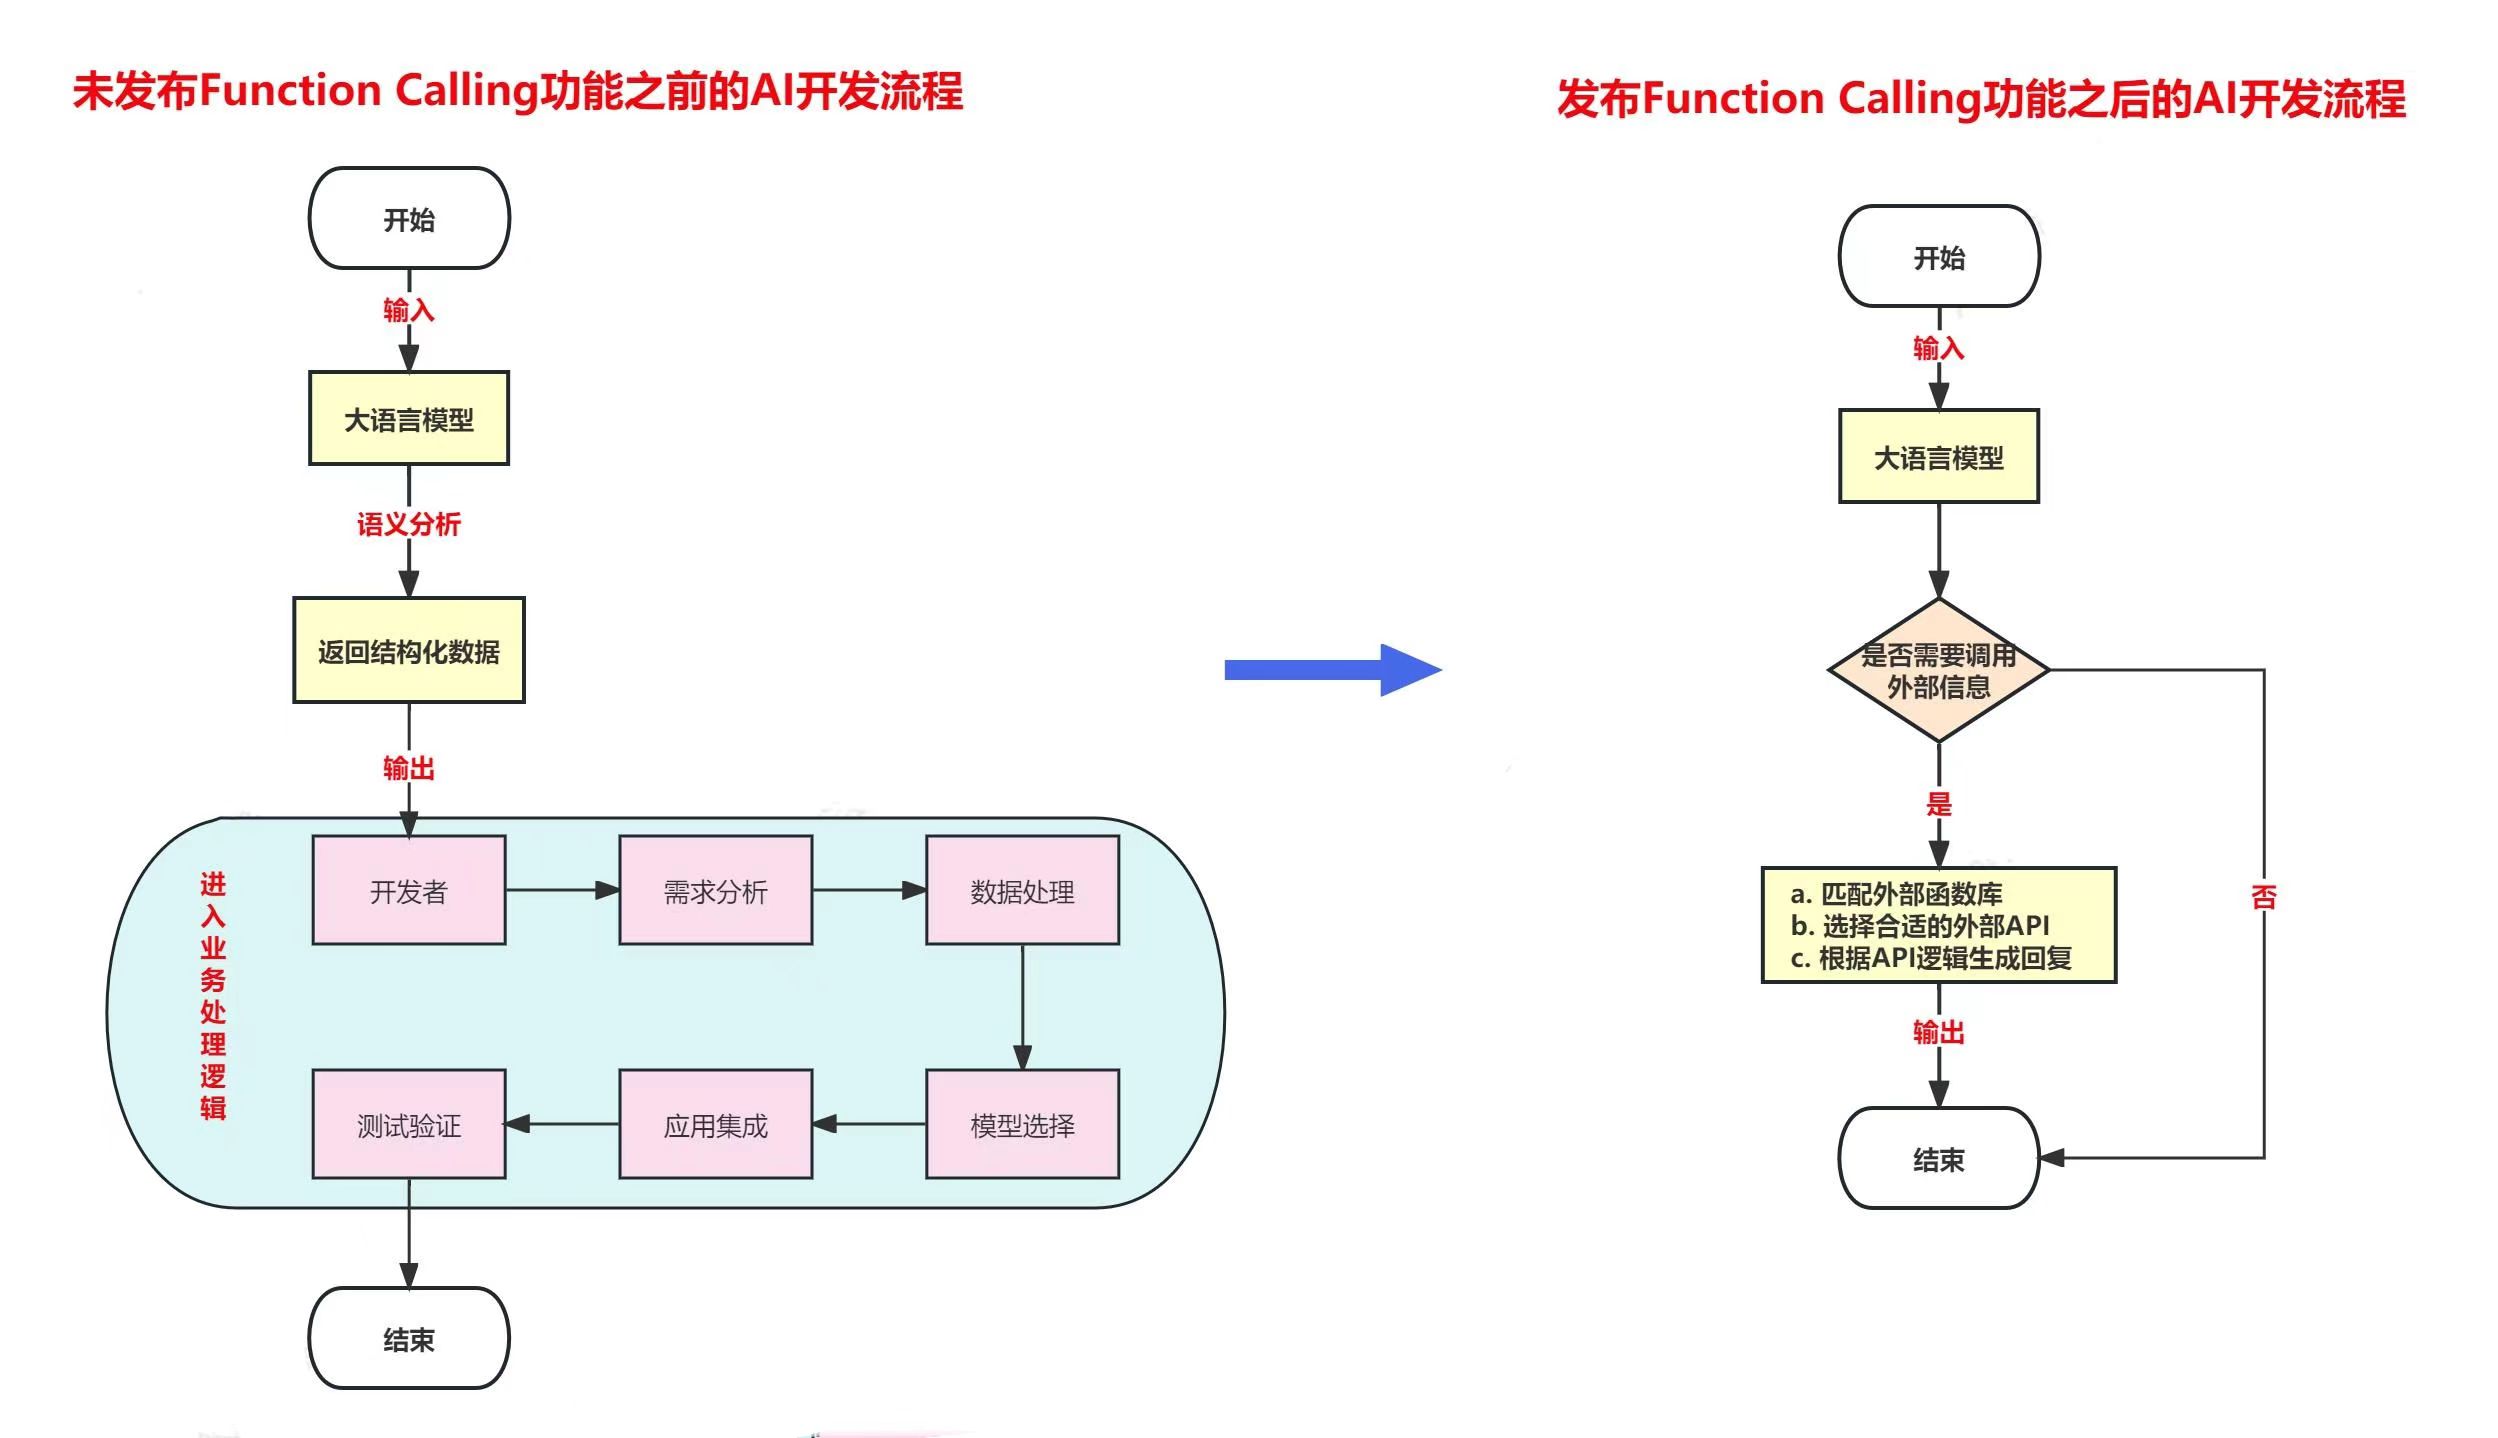 未发布Function Calling功能之前的AI开发流程
开始
输入
大语言模型
语义分析
返回结构化数据
输出
进入业务处理逻辑
开发者
需求分析
数据处理
测试验证
应用集成
模型选择
结束
发布Function Calling功能之后的AI开发流程
开始
输入
大语言模型
是否需要调用
外部信息
是
否
a. 匹配外部函数库
b. 选择合适的外部API
c. 根据API逻辑生成回复
输出
结束